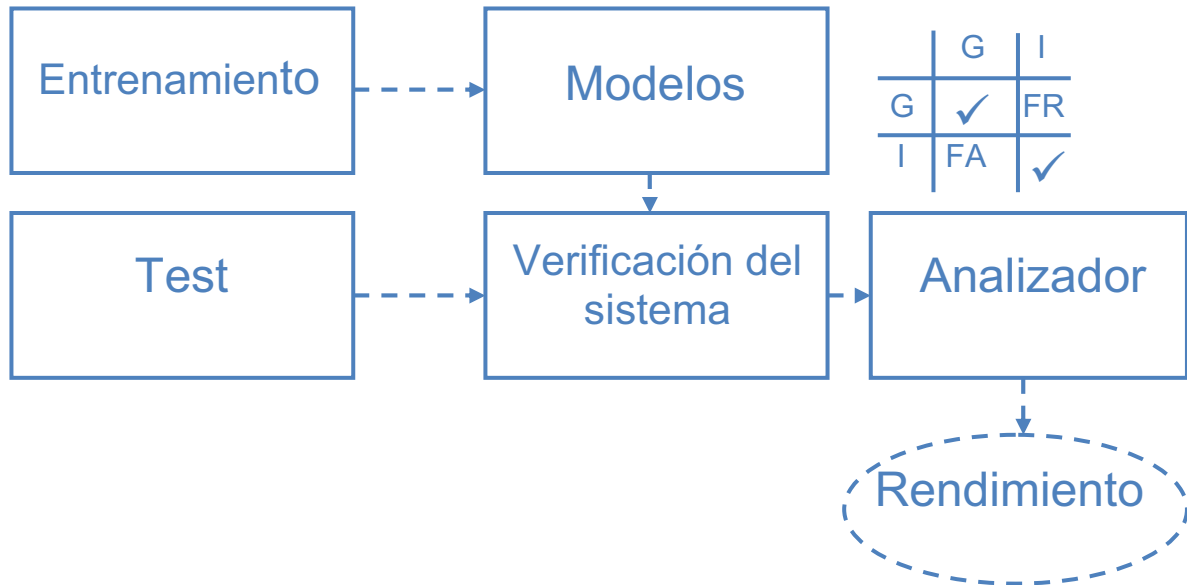 Entrenamiento
Modelos
G I
G ✓ FR
I FA ✓
Test
Verificación del
sistema
Analizador
Rendimiento